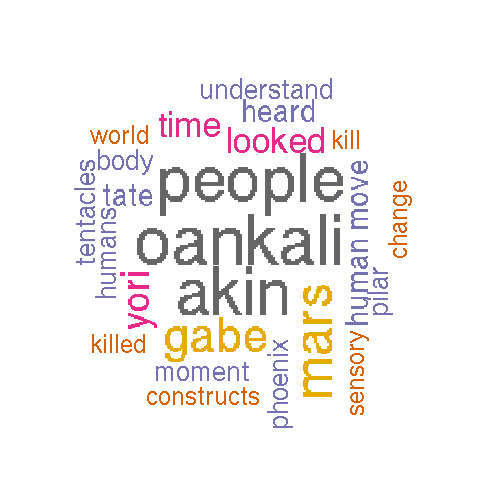 understand
heard
time
world
looked
kill
body
people
tentacles
tate
humans
oankali
human
move
change
akin
yori
pilar
mars
gabe
killed
phoenix
sensory
moment
constructs